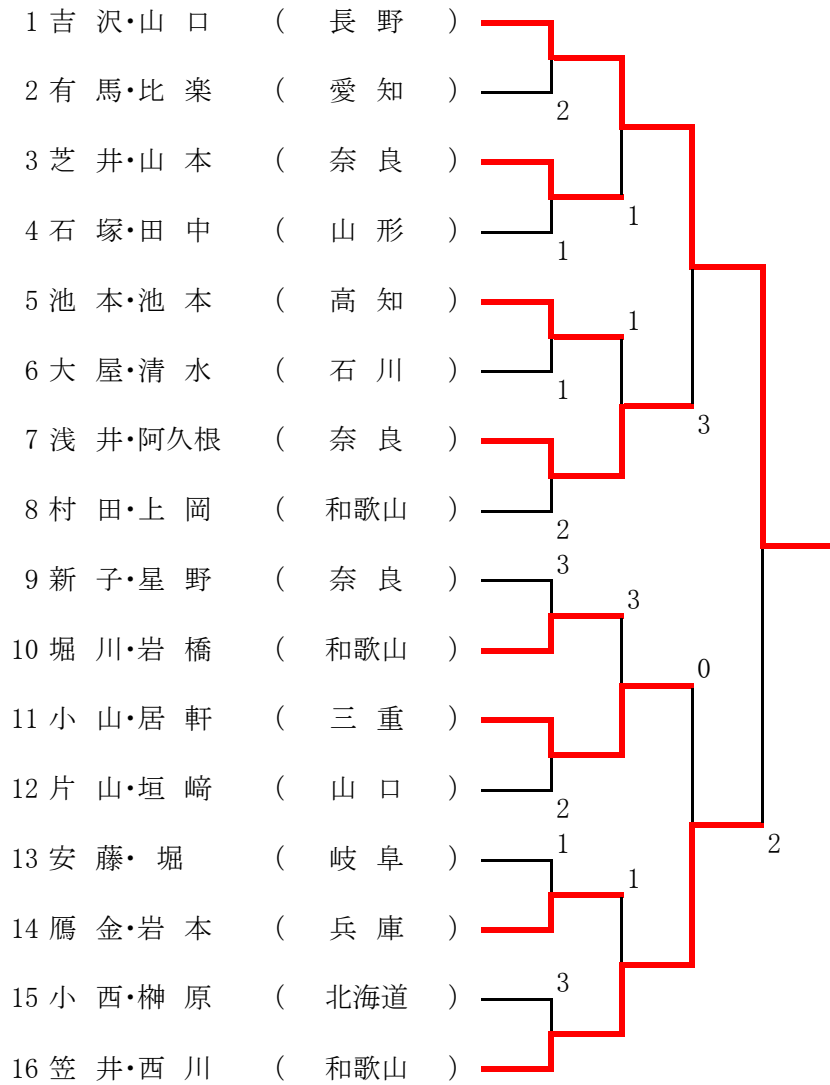 1 吉 沢・山 口 ( 長 野 )
2 有 馬・比 楽 ( 愛 知 )
2
3 芝 井・山 本 ( 奈 良 )
1
4 石 塚・田 中 ( 山 形 )
1
5 池 本・池 本 ( 高 知 )
1
6 大 屋・清 水 ( 石 川 )
1
3
7 浅 井・阿久根 ( 奈 良 )
8 村 田・上 岡 ( 和歌山 )
2
3
9 新 子・星 野 ( 奈 良 )
3
10 堀 川・岩 橋 ( 和歌山 )
0
11 小 山・居 軒 ( 三 重 )
12 片 山・垣 﨑 ( 山 口 )
2
1
2
13 安 藤・ 堀 ( 岐 阜 )
1
14 鴈 金・岩 本 ( 兵 庫 )
3
15 小 西・榊 原 ( 北海道 )
16 笠 井・西 川 ( 和歌山 )